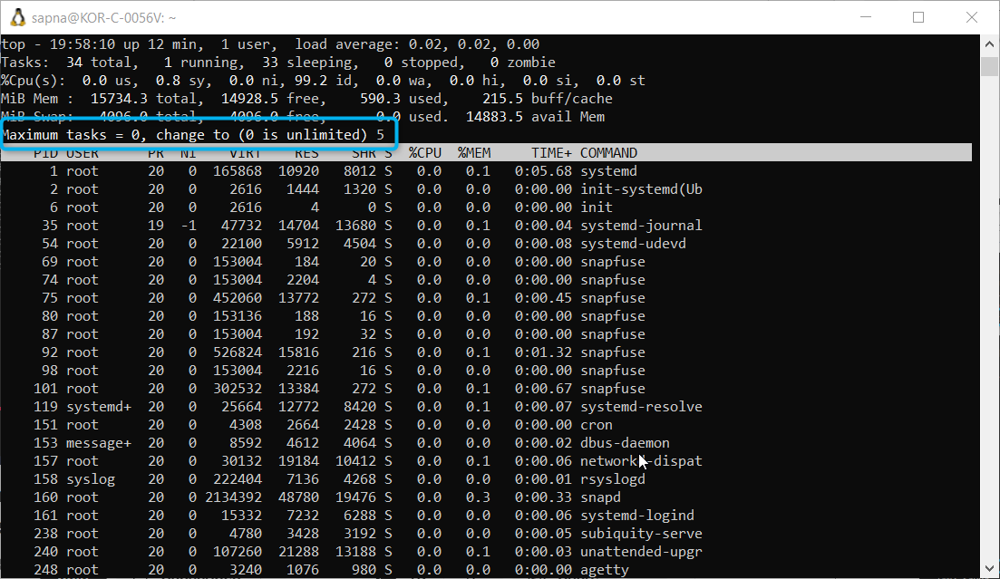 sapna@KOR-C-0056V: ~
top - 19:58:10 up 12 min,  1 user,  load average: 0.02, 0.02, 0.00
Tasks:  34 total,   1 running,  33 sleeping,   0 stopped,   0 zombie
%Cpu(s):  0.0 us,  0.8 sy,  0.0 ni, 99.2 id,  0.0 wa,  0.0 hi,  0.0 si,  0.0 st
MiB Mem :  15734.3 total,  14928.5 free,    590.3 used,    215.5 buff/cache
MiB Swap:   4096.0 total,   4096.0 free,      0.0 used.  14883.5 avail Mem
Maximum tasks = 0, change to (0 is unlimited) 5
    PID USER      PR  NI    VIRT    RES    SHR S  %CPU  %MEM     TIME+ COMMAND
      1 root      20   0  165868  10920   8012 S   0.0   0.1   0:05.68 systemd
      2 root      20   0    2616   1444   1320 S   0.0   0.0   0:00.00 init-systemd(Ub
      6 root      20   0    2616      4      0 S   0.0   0.0   0:00.00 init
     35 root      19  -1   47732  14704  13680 S   0.0   0.1   0:00.04 systemd-journal
     54 root      20   0   22100   5912   4504 S   0.0   0.0   0:00.08 systemd-udevd
     69 root      20   0  153004    184     20 S   0.0   0.0   0:00.00 snapfuse
     74 root      20   0  153004   2204      4 S   0.0   0.0   0:00.00 snapfuse
     75 root      20   0  452060  13772    272 S   0.0   0.1   0:00.45 snapfuse
     80 root      20   0  153136    188     16 S   0.0   0.0   0:00.00 snapfuse
     87 root      20   0  153004    192     32 S   0.0   0.0   0:00.00 snapfuse
     92 root      20   0  526824  15816    216 S   0.0   0.1   0:01.32 snapfuse
     98 root      20   0  153004   2216     16 S   0.0   0.0   0:00.00 snapfuse
    101 root      20   0  302532  13384    272 S   0.0   0.1   0:00.67 snapfuse
    119 systemd+  20   0   25664  12772   8420 S   0.0   0.1   0:00.07 systemd-resolve
    151 root      20   0    4308   2664   2428 S   0.0   0.0   0:00.00 cron
    153 message+  20   0    8592   4612   4064 S   0.0   0.0   0:00.02 dbus-daemon
    157 root      20   0   30132  19184  10412 S   0.0   0.1   0:00.06 networkd-dispat
    158 syslog    20   0  222404   7136   4268 S   0.0   0.0   0:00.01 rsyslogd
    160 root      20   0 2134392  48780  19476 S   0.0   0.3   0:00.33 snapd
    161 root      20   0   15332   7232   6288 S   0.0   0.0   0:00.06 systemd-logind
    238 root      20   0    4780   3428   3192 S   0.0   0.0   0:00.05 subiquity-serve
    240 root      20   0  107260  21288  13188 S   0.0   0.1   0:00.03 unattended-upgr
    248 root      20   0    3240   1076    980 S   0.0   0.0   0:00.00 agetty